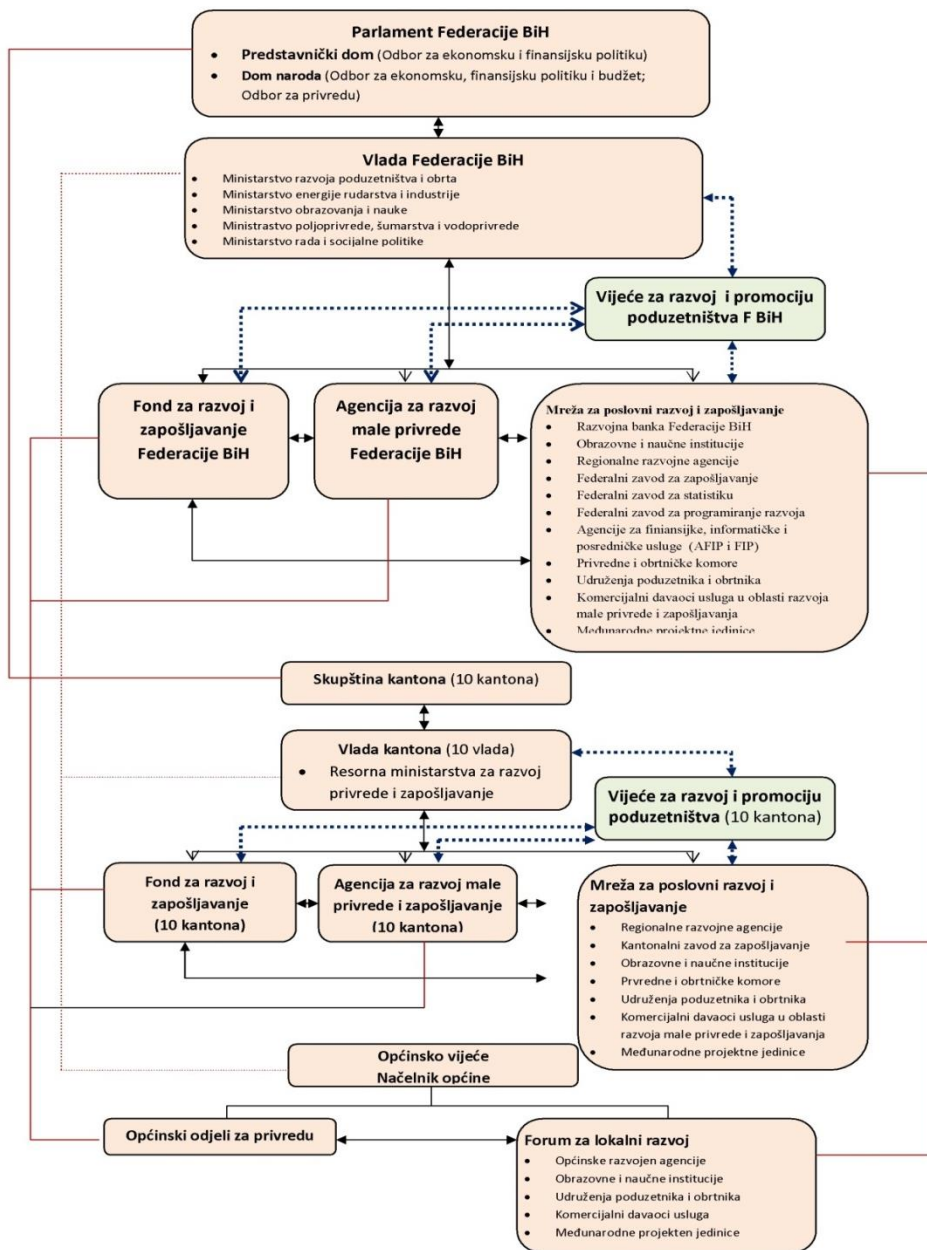 Parlament Federacije BiH
• Predstavnički dom (Odbor za ekonomsku i finansijsku politiku)
• Dom naroda (Odbor za ekonomsku, finansijsku politiku i budžet;
Odbor za privredu)
Vlada Federacije BiH
• Ministarstvo razvoja poduzetništva i obrta
• Ministarstvo energije rudarstva i industrije
• Ministarstvo obrazovanja i nauke
• Ministrastvo poljoprivrede, šumarstva i vodoprivrede
• Ministarstvo rada i socijalne politike
Vijeće za razvoj i promociju
poduzetništva F BiH
Fond za razvoj i
zapošljavanje
Federacije BiH
Agencija za razvoj
male privrede
Federacije BiH
Mreža za poslovni razvoj i zapošljavanje
• Razvojna banka Federacije BiH
• Obrazovne i naučne institucije
• Regionalne razvojne agencije
• Federalni zavod za zapošljavanje
• Federalni zavod za statistiku
• Federalni zavod za programiranje razvoja
• Agencije za finiansijke, informatičke i
posredničke usluge (AFIP i FIP)
• Privredne i obrtničke komore
• Udruženja poduzetnika i obrtnika
• Komercijalni davaoci usluga u oblasti razvoja
male privrede i zapošljavanja
• Međunarodne projektne jedinice
Skupština kantona (10 kantona)
Vlada kantona (10 vlada)
• Resorna ministarstva za razvoj
privrede i zapošljavanje
Vijeće za razvoj i promociju
poduzetništva (10 kantona)
Fond za razvoj i
zapošljavanje
(10 kantona)
Agencija za razvoj male
privrede i zapošljavanje
(10 kantona)
Mreža za poslovni razvoj i
zapošljavanje
• Regionalne razvojne agencije
• Kantonalni zavod za zapošljavanje
• Obrazovne i naučne institucije
• Prvredne i obrtničke komore
• Udruženja poduzetnika i obrtnika
• Komercijalni davaoci usluga u oblasti
razvoja male privrede i zapošljavanja
• Međunarodne projektne jedinice
Općinsko vijeće
Načelnik općine
Općinski odjeli za privredu
Forum za lokalni razvoj
• Općinske razvojen agencije
• Obrazovne i naučne institucije
• Udruženja poduzetnika i obrtnika
• Komercijalni davaoci usluga
• Međunarodne projekten jedinice